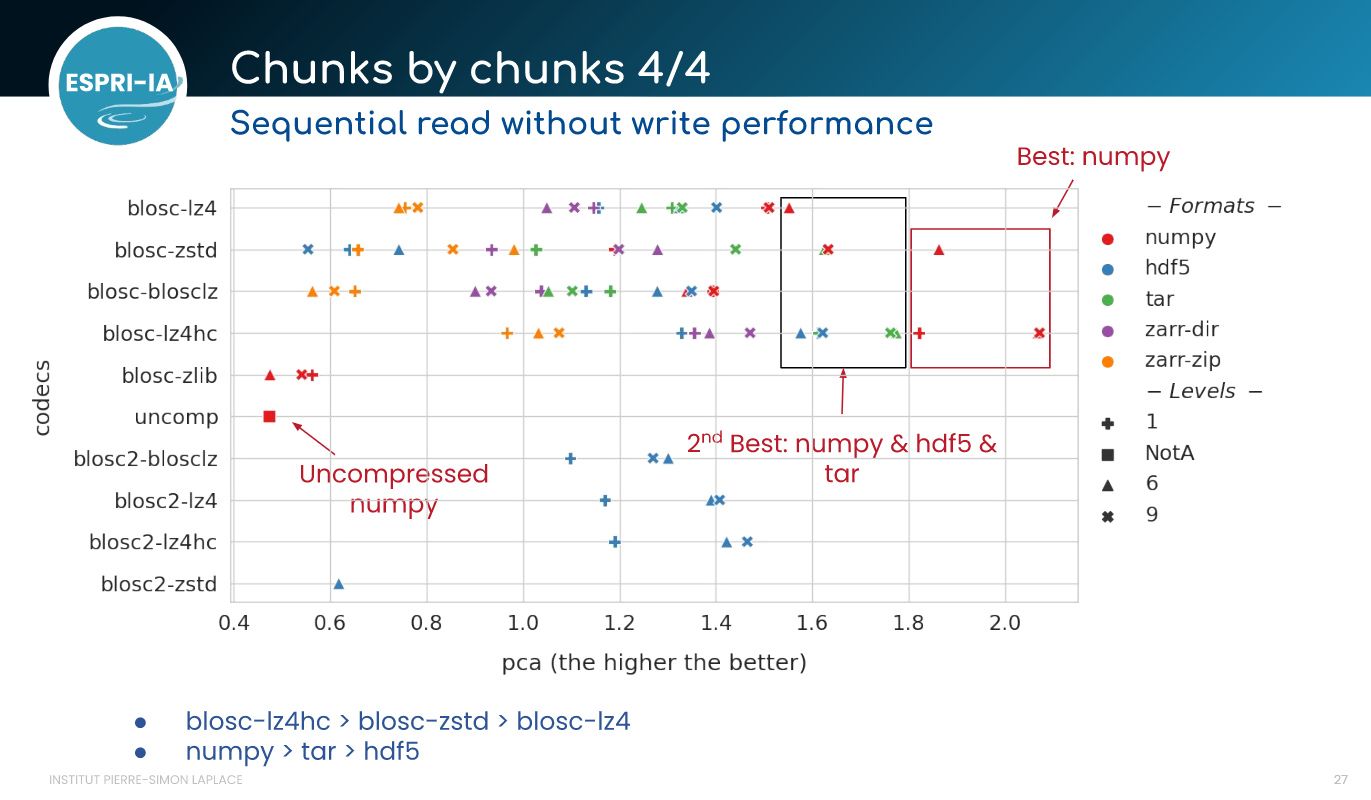 ESPRI-IA
Chunks by chunks 4/4
Sequential read without write performance
Best: numpy
blosc-lz4
blosc-zstd
blosc-blosclz
blosc-lz4hc
blosc-zlib
uncomp
blosc2-blosclz
blosc2-lz4
blosc2-lz4hc
blosc2-zstd
codecs
Uncompressed
numpy
2nd Best: numpy & hdf5 &
tar
0.4 0.6 0.8 1.0 1.2 1.4 1.6 1.8 2.0
pca (the higher the better)
− Formats −
numpy
hdf5
tar
zarr-dir
zarr-zip
− Levels −
1
NotA
6
9
● blosc-lz4hc > blosc-zstd > blosc-lz4
● numpy > tar > hdf5
INSTITUT PIERRE-SIMON LAPLACE
27